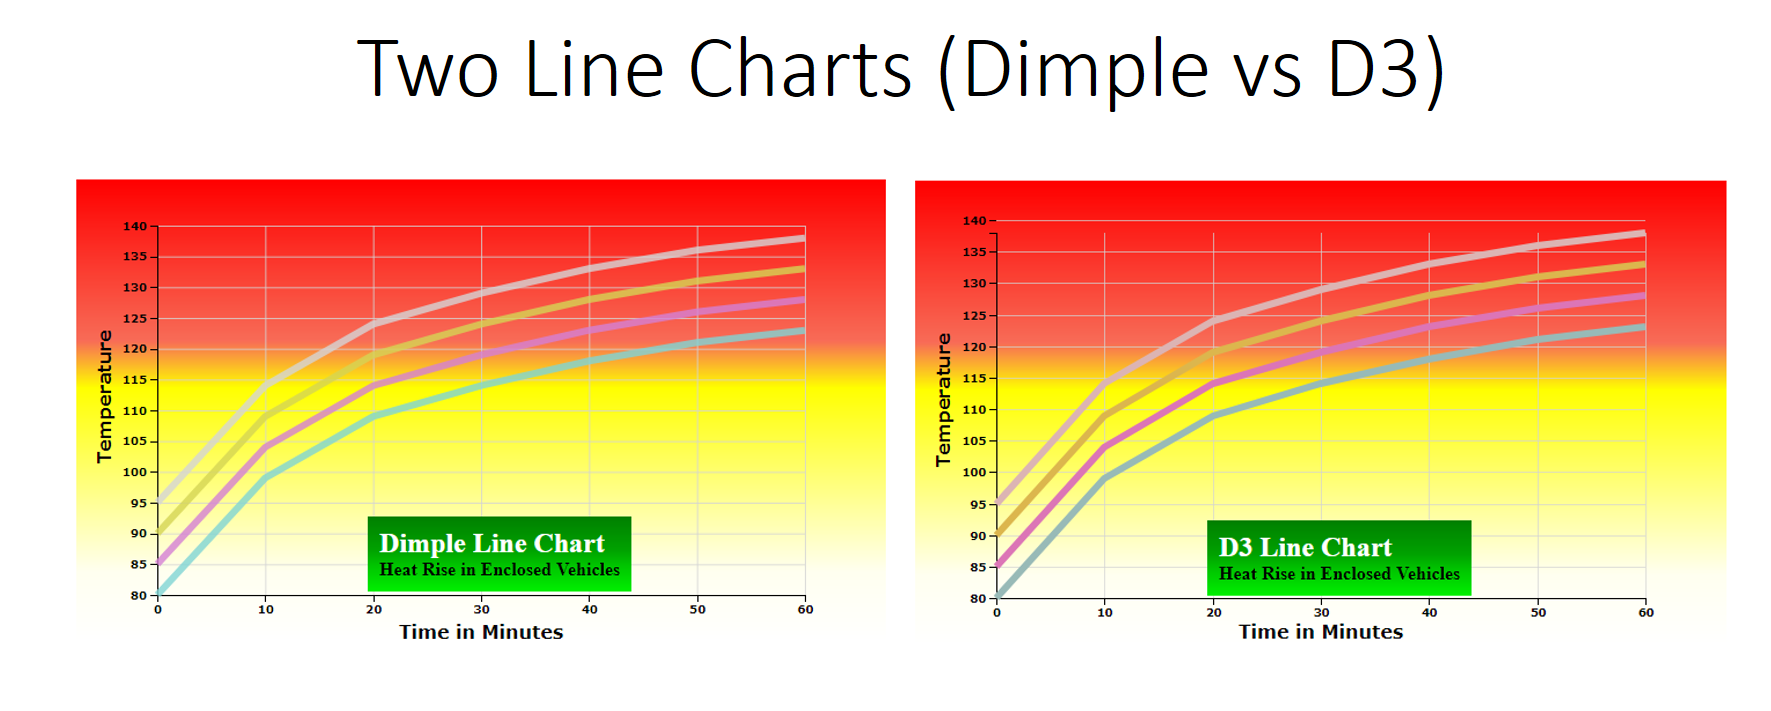 Two Line Charts (Dimple vs D3)
140
135
130
125
120
115
110
105
100
95
90
85
80
Temperature
0 10 20 30 40 50 60
Time in Minutes
Dimple Line Chart
Heat Rise in Enclosed Vehicles
140
135
130
125
120
115
110
105
100
95
90
85
80
Temperature
0 10 20 30 40 50 60
Time in Minutes
D3 Line Chart
Heat Rise in Enclosed Vehicles